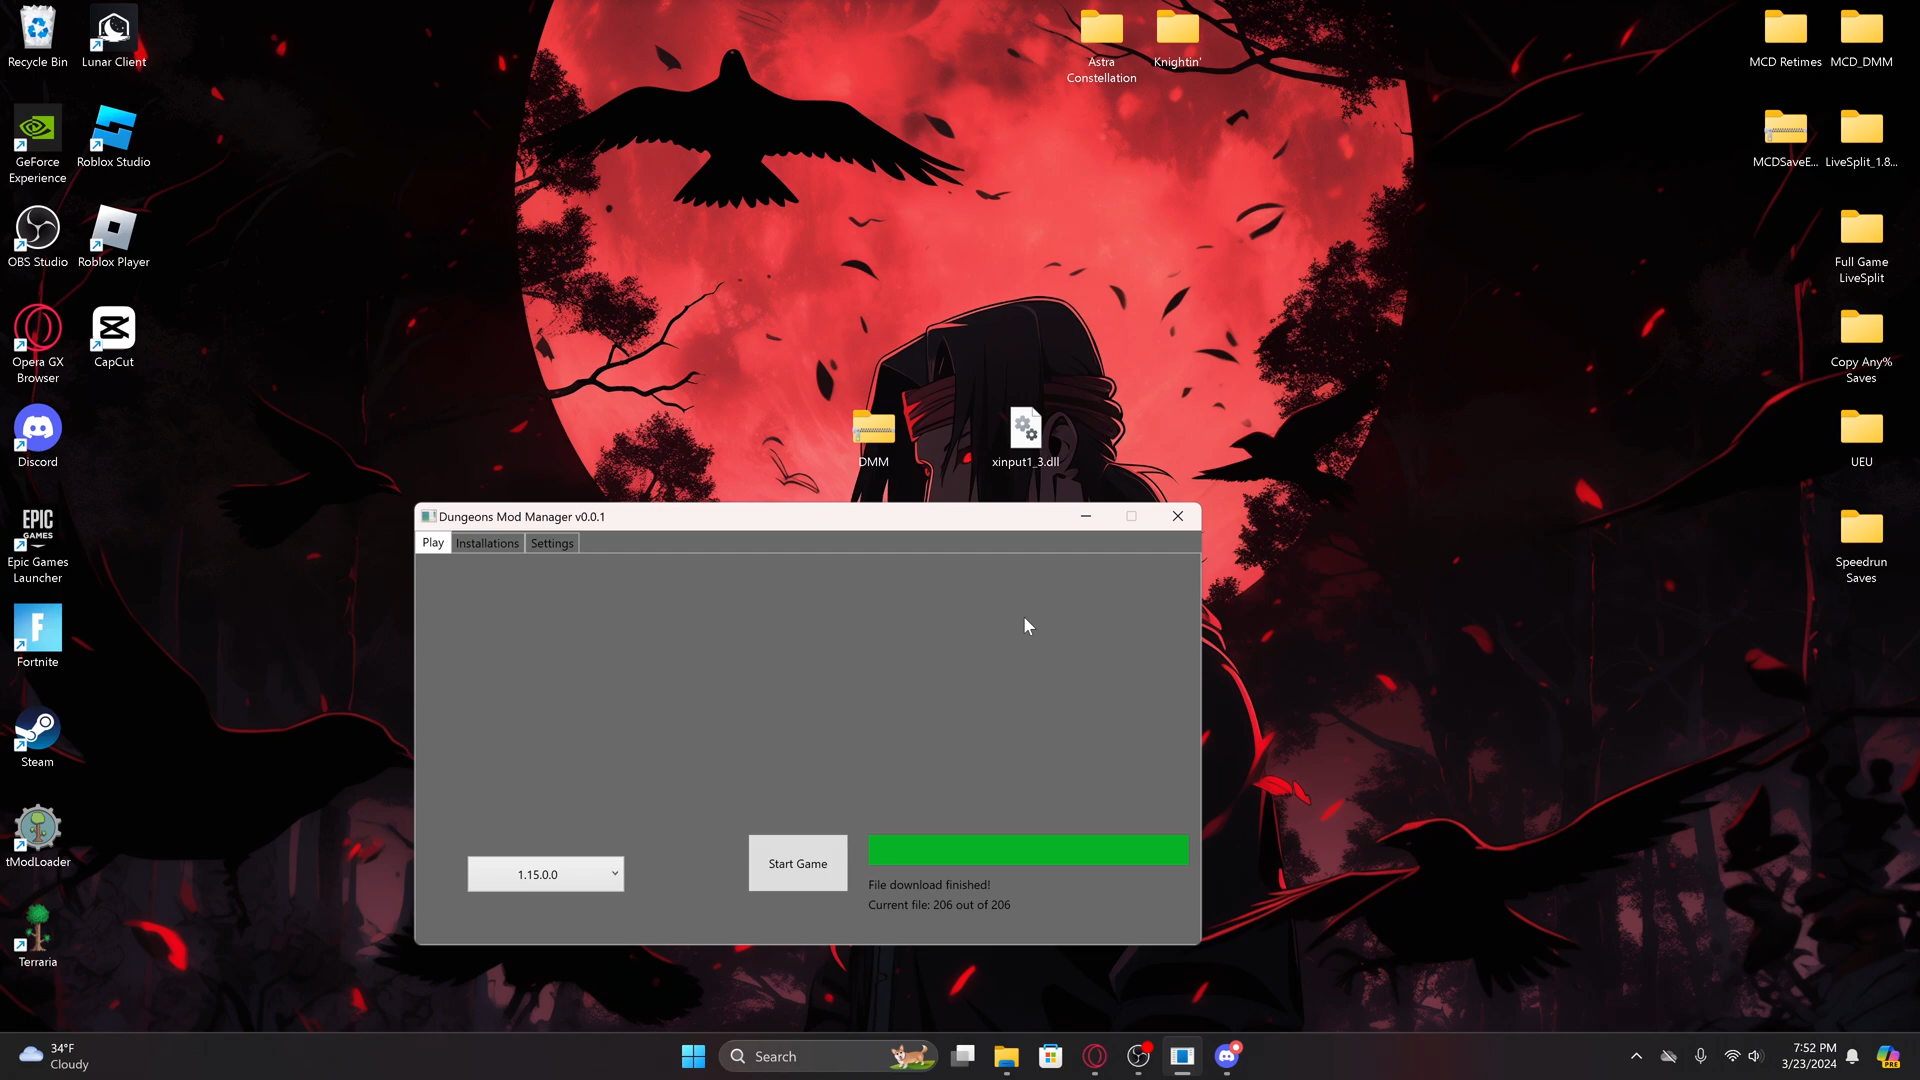 Recycle Bin
Lunar Client
GeForce
Experience
Roblox Studio
OBS Studio
Roblox Player
Opera GX
Browser
CapCut
Discord
EPIC
GAMES
Epic Games
Launcher
Fortnite
Steam
tModLoader
Terraria
Astra
Constellation
Knightin'
MCD Retimes
MCD_DMM
MCDSaveE...
LiveSplit_1.8...
Full Game
LiveSplit
Copy Any%
Saves
UEU
Speedrun
Saves
DMM
xinput1_3.dll
Dungeons Mod Manager v0.0.1
Play
Installations
Settings
1.15.0.0
Start Game
File download finished!
Current file: 206 out of 206
34°F
Cloudy
Search
7:52 PM
3/23/2024
PRE